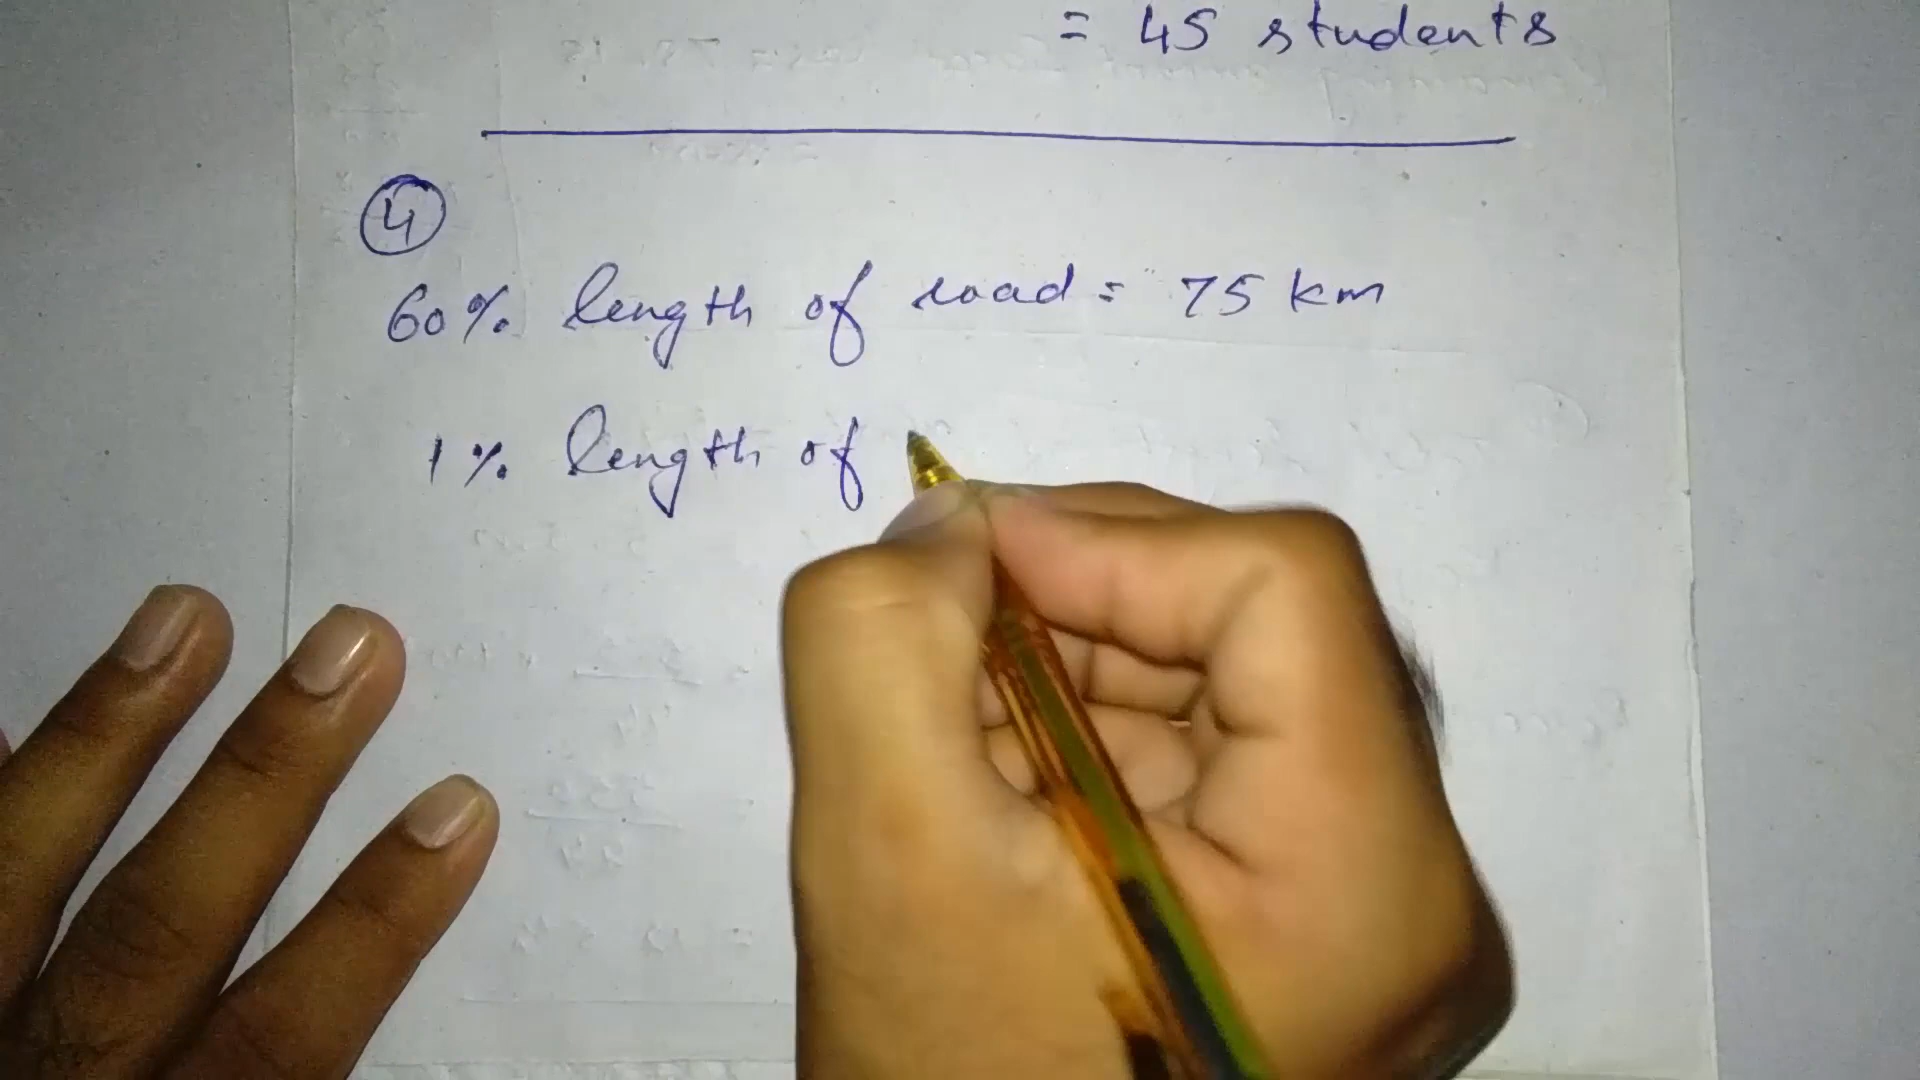 = 45 students
4
60% length of road = 75 km
1% length of